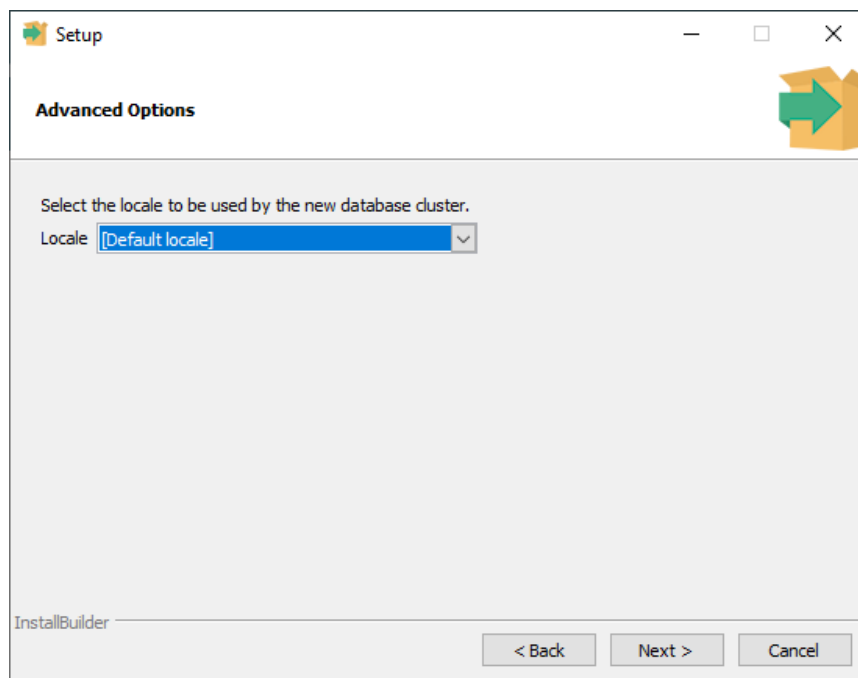 Setup
Advanced Options
Select the locale to be used by the new database cluster.
Locale [Default locale]
InstallBuilder
< Back Next > Cancel